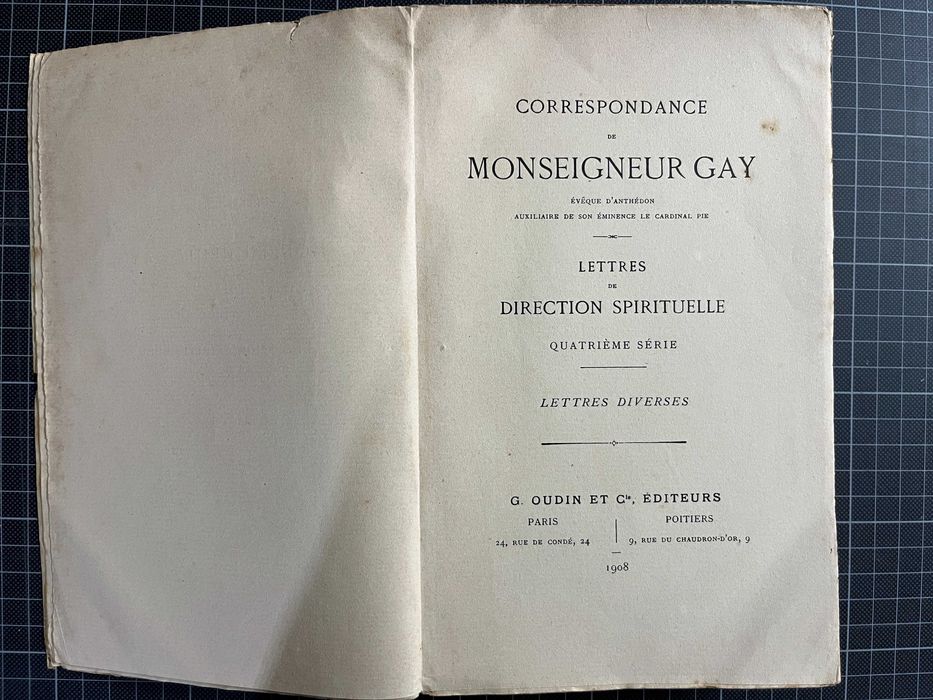 CORRESPONDANCE
DE
MONSEIGNEUR GAY
ÉVÊQUE D'ANTHÉDON
AUXILIAIRE DE SON ÉMINENCE LE CARDINAL PIE
LETTRES
DE
DIRECTION SPIRITUELLE
QUATRIÈME SÉRIE
LETTRES DIVERSES
G. OUDIN ET Cie, ÉDITEURS
PARIS
24, RUE DE CONDÉ, 24
POITIERS
9, RUE DU CHAUDRON-D'OR, 9
1908